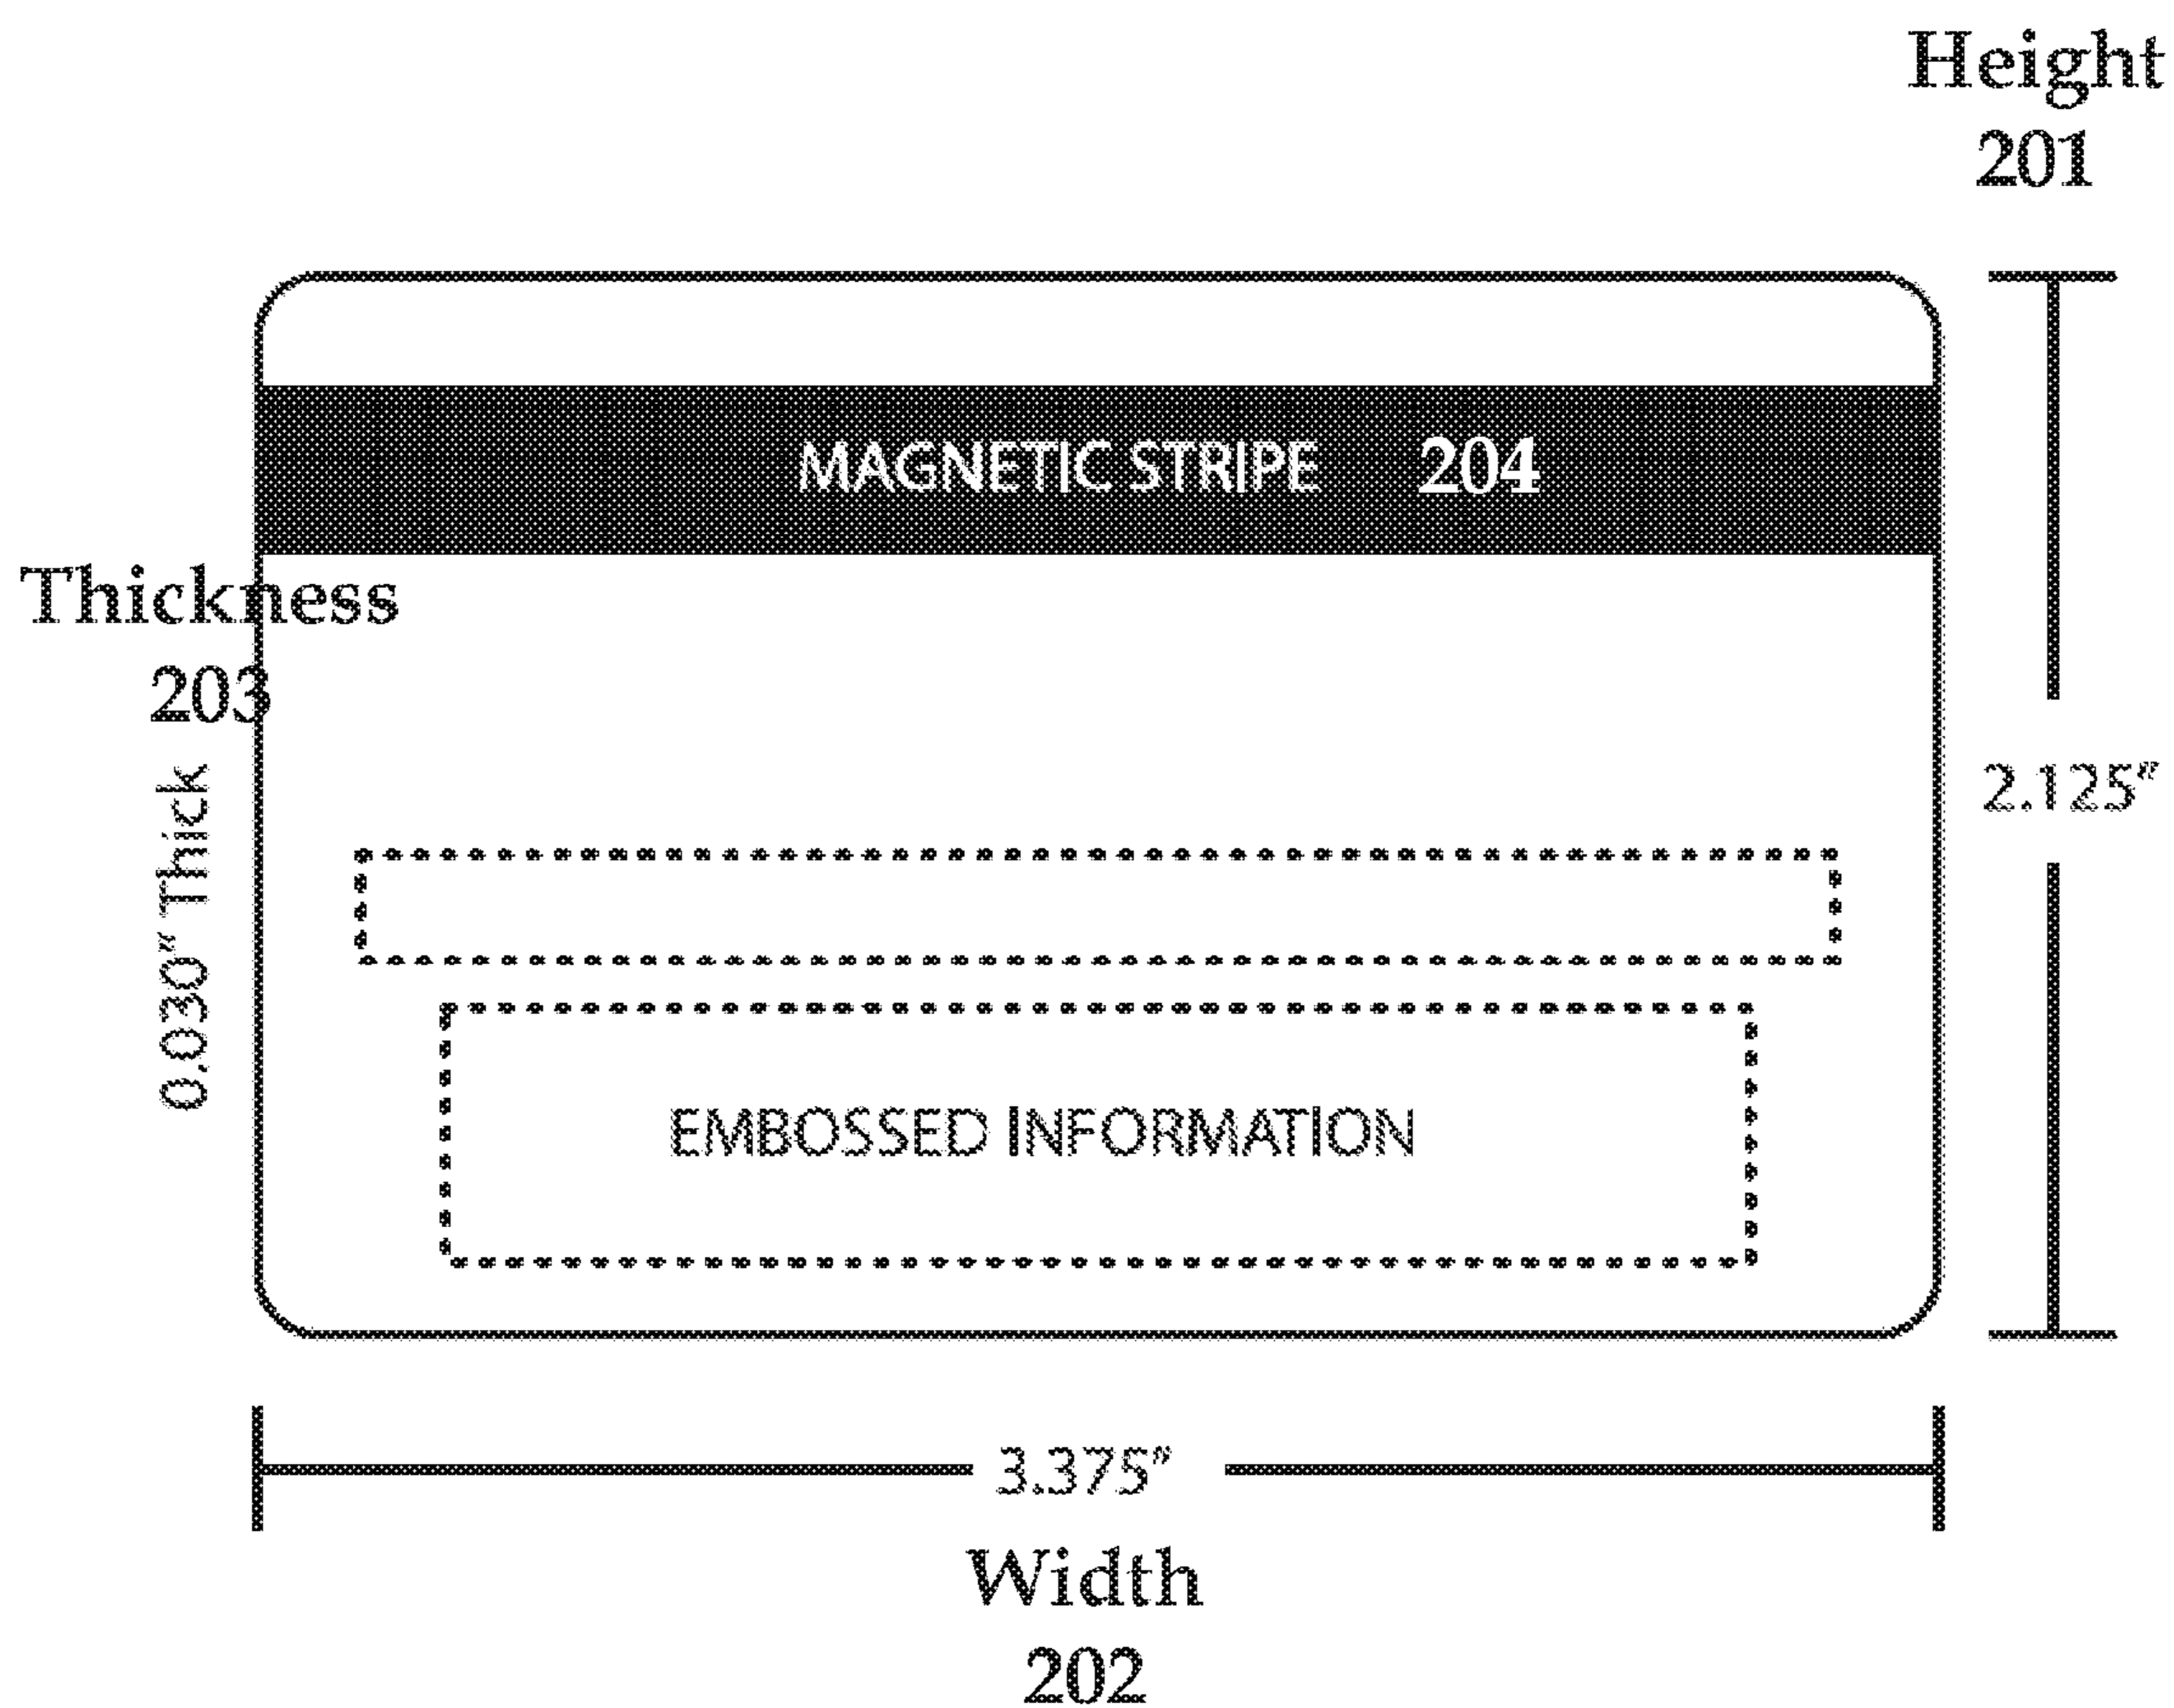 Height
201
MAGNETIC STRIPE 204
Thickness
203
0.030" Thick
2.125"
EMBOSSED INFORMATION
3.375"
Width
202